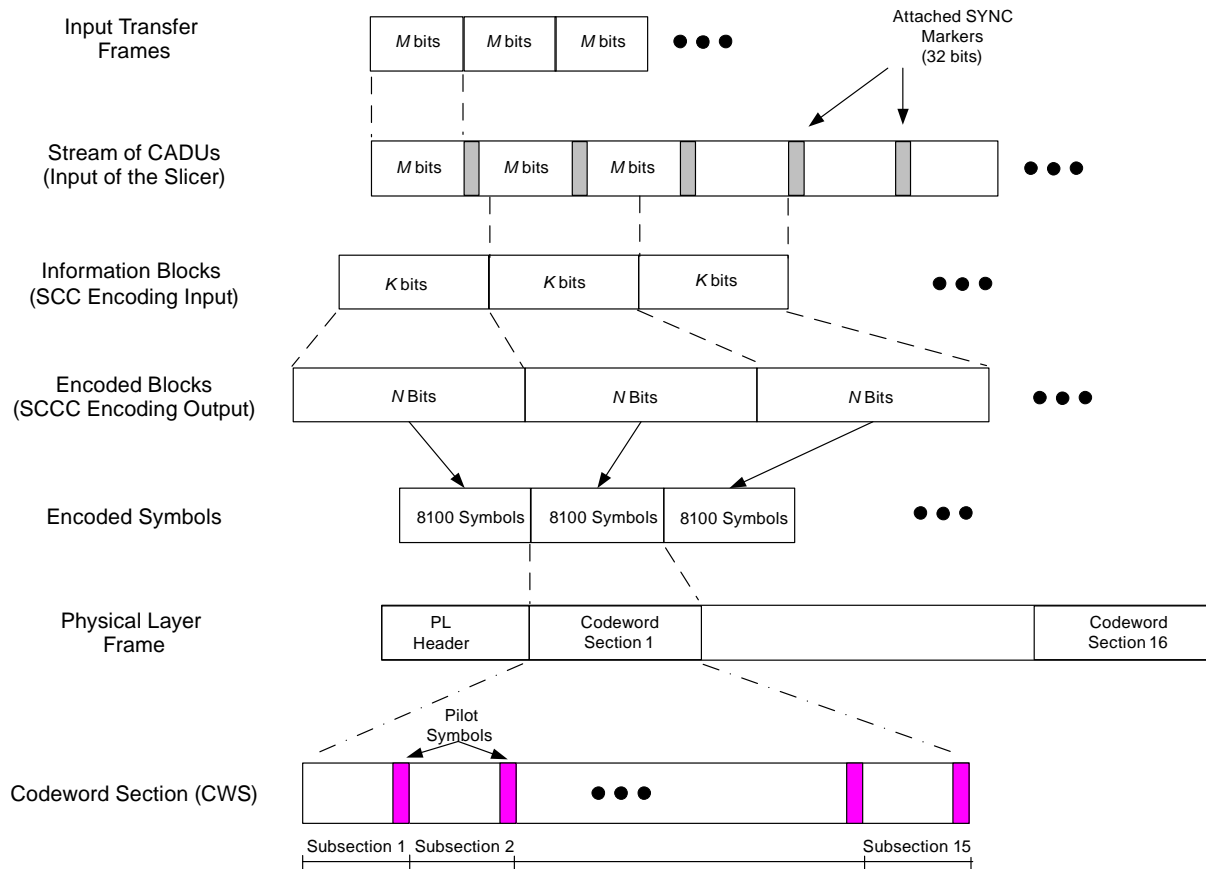 Input Transfer
Frames
M bits
M bits
M bits
Attached SYNC
Markers
(32 bits)
Stream of CADUs
(Input of the Slicer)
M bits
M bits
M bits
Information Blocks
(SCC Encoding Input)
K bits
K bits
K bits
Encoded Blocks
(SCCC Encoding Output)
N Bits
N Bits
N Bits
Encoded Symbols
8100 Symbols
8100 Symbols
8100 Symbols
Physical Layer
Frame
PL
Header
Codeword
Section 1
Codeword
Section 16
Pilot
Symbols
Codeword Section (CWS)
Subsection 1
Subsection 2
Subsection 15